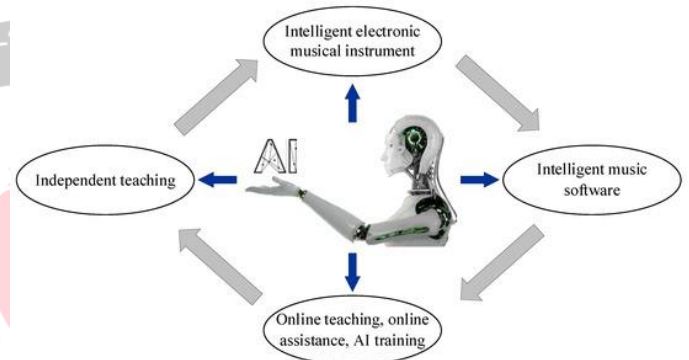 Intelligent electronic
musical instrument
AI
Independent teaching
Intelligent music
software
Online teaching, online
assistance, AI training